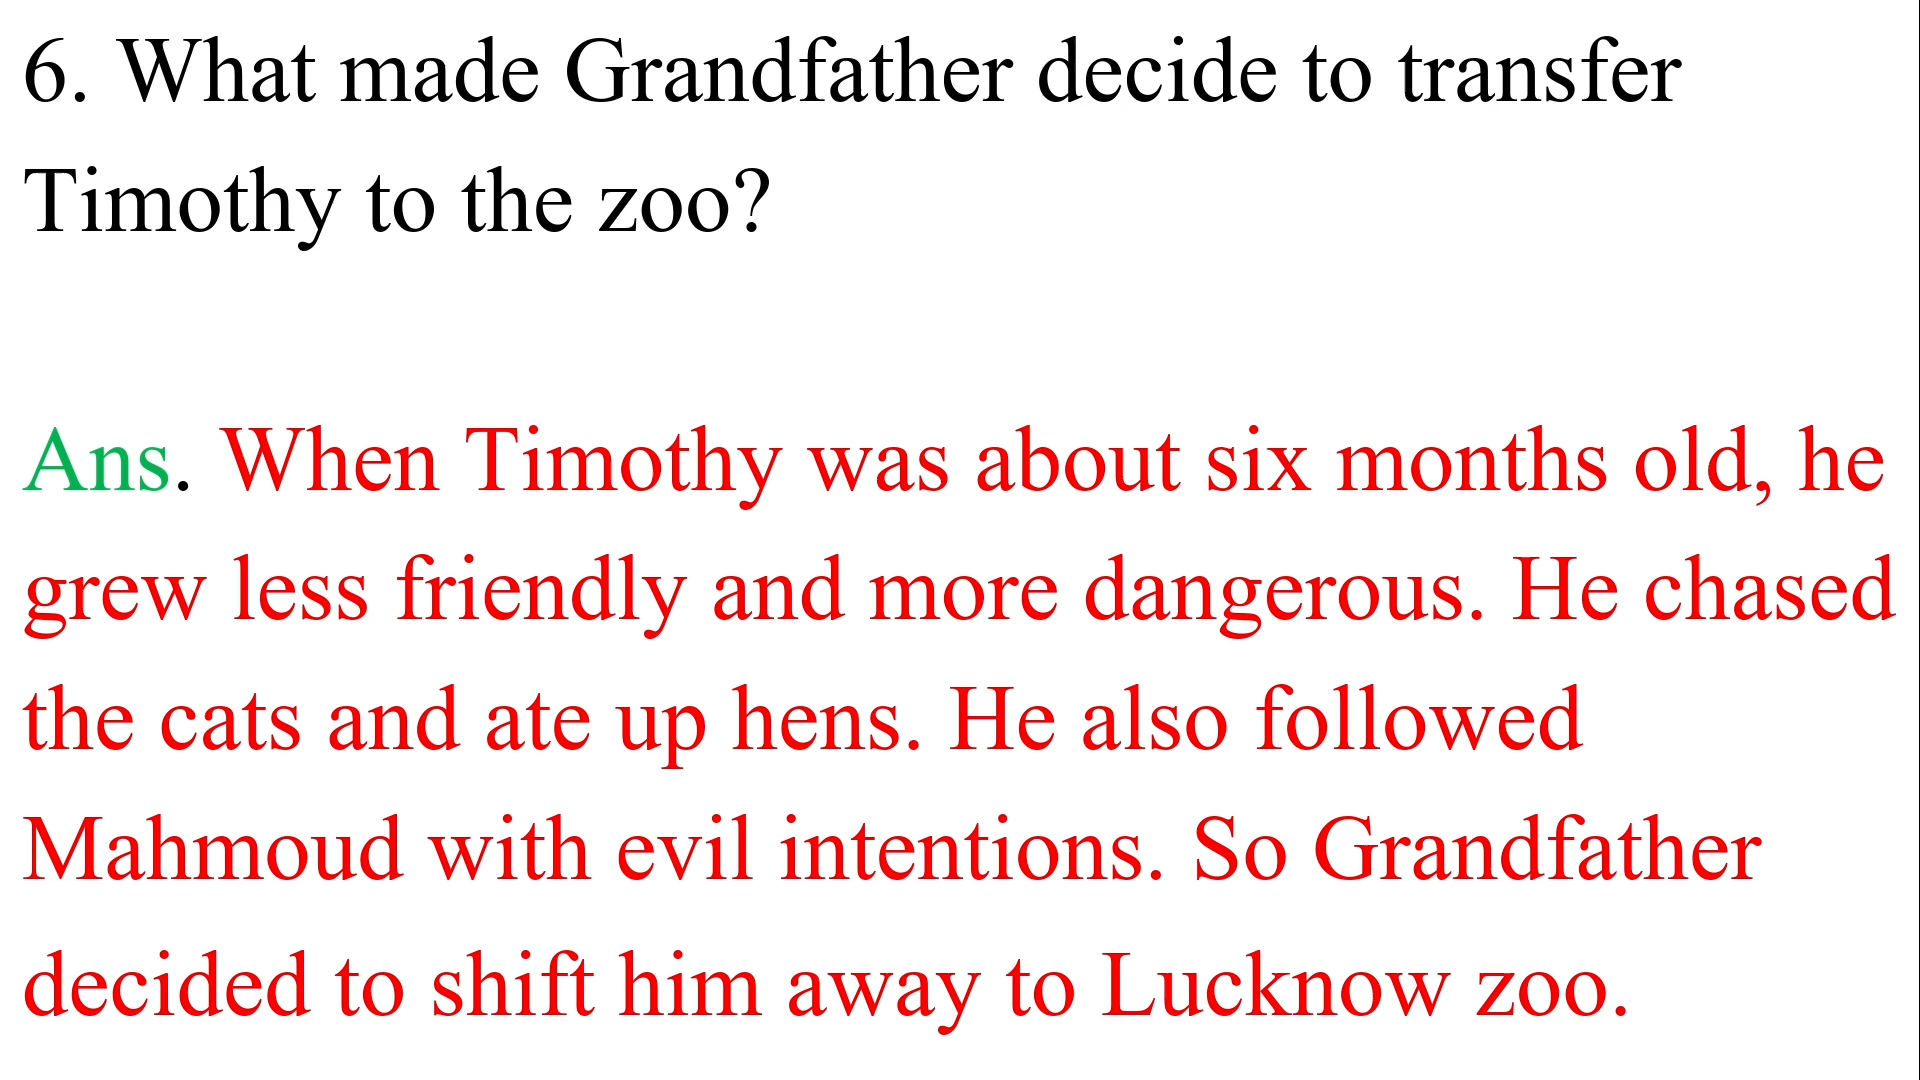 6. What made Grandfather decide to transfer
Timothy to the zoo?
Ans. When Timothy was about six months old, he
grew less friendly and more dangerous. He chased
the cats and ate up hens. He also followed
Mahmoud with evil intentions. So Grandfather
decided to shift him away to Lucknow zoo.